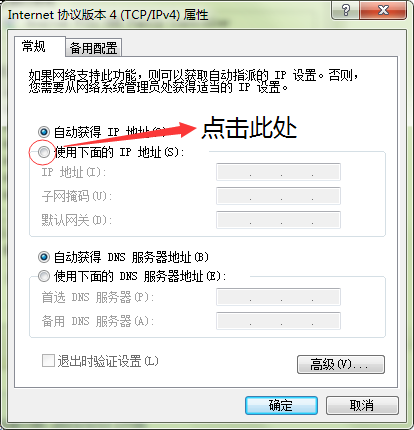 Internet 协议版本 4 (TCP/IPv4) 属性
常规
备用配置
如果网络支持此功能，则可以获取自动指派的 IP 设置。否则，
您需要从网络系统管理员处获得适当的 IP 设置。
自动获得 IP 地址(O)
点击此处
使用下面的 IP 地址(S):
IP 地址(I):
子网掩码(U):
默认网关(D):
自动获得 DNS 服务器地址(B)
使用下面的 DNS 服务器地址(E):
首选 DNS 服务器(P):
备用 DNS 服务器(A):
退出时验证设置(L)
高级(V)...
确定
取消